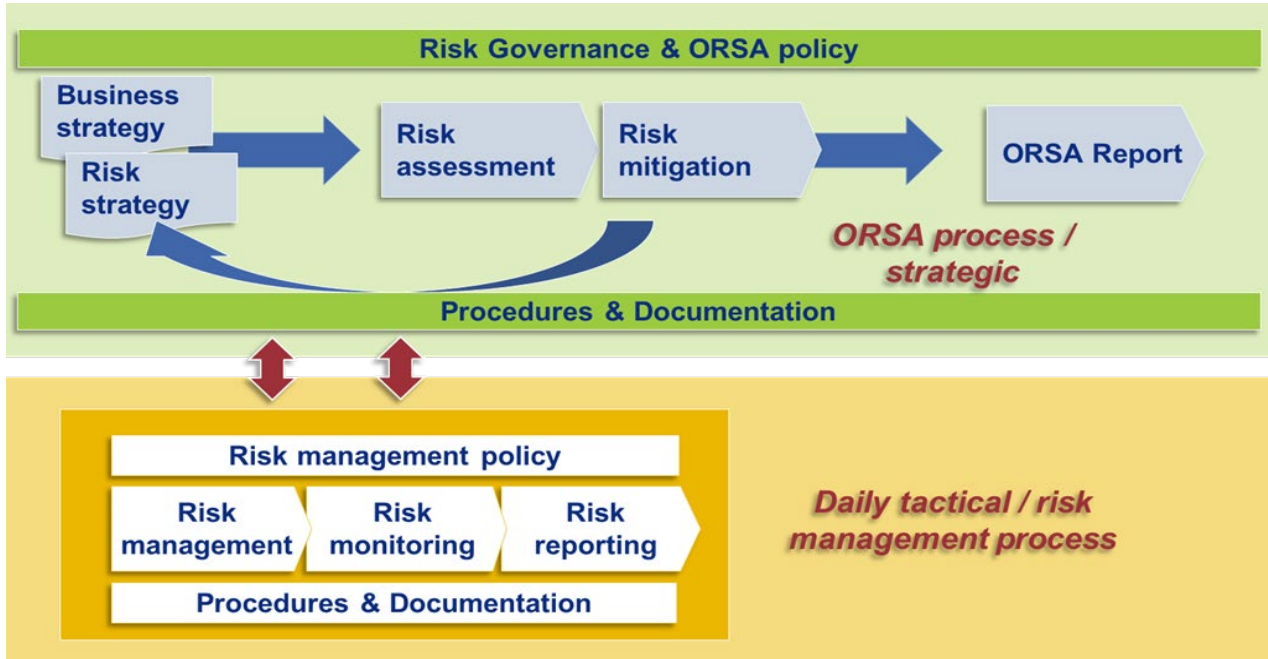 Risk Governance & ORSA policy
Business
strategy
Risk
strategy
Risk
assessment
Risk
mitigation
ORSA Report
ORSA process /
strategic
Procedures & Documentation
Risk management policy
Risk
management
Risk
monitoring
Risk
reporting
Procedures & Documentation
Daily tactical / risk
management process